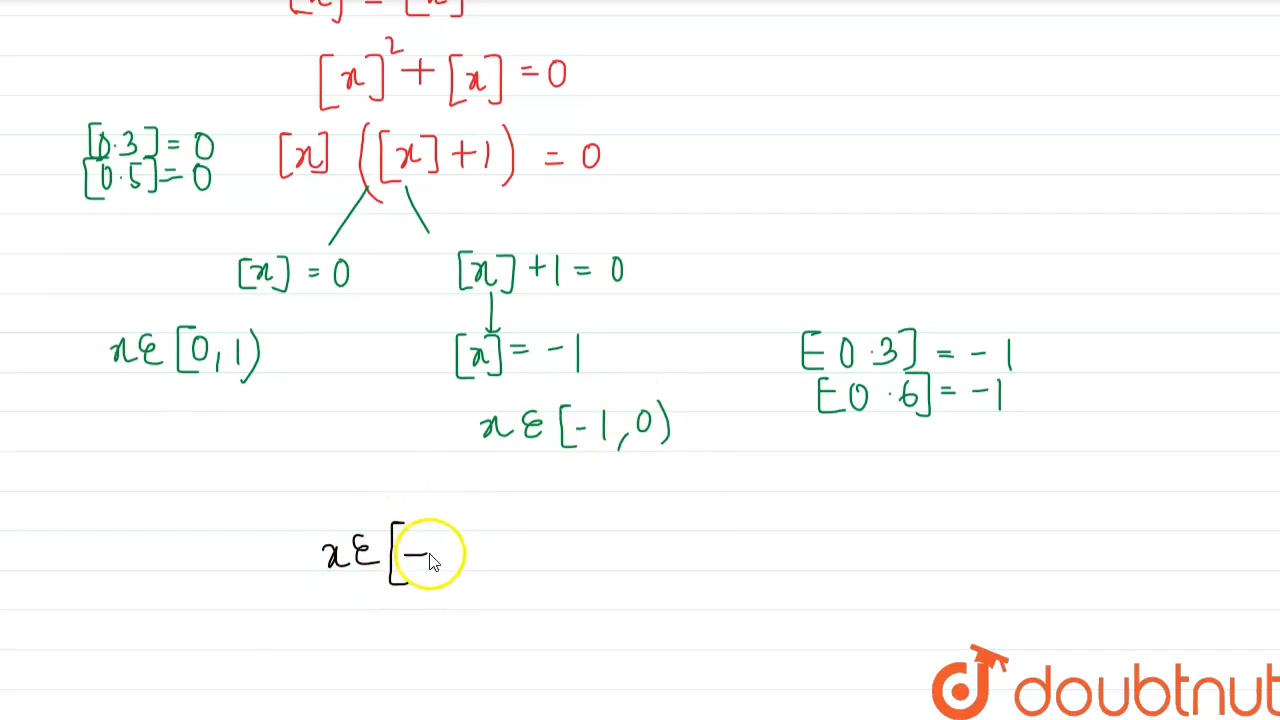 [x]² + [x] = 0
[0.3] = 0
[0.5] = 0
[x] ([x] + 1) = 0
[x] = 0
[x] + 1 = 0
x ∈ [0, 1)
[x] = -1
[-0.3] = -1
[-0.6] = -1
x ∈ [-1, 0)
x ∈ [-
doubtnut